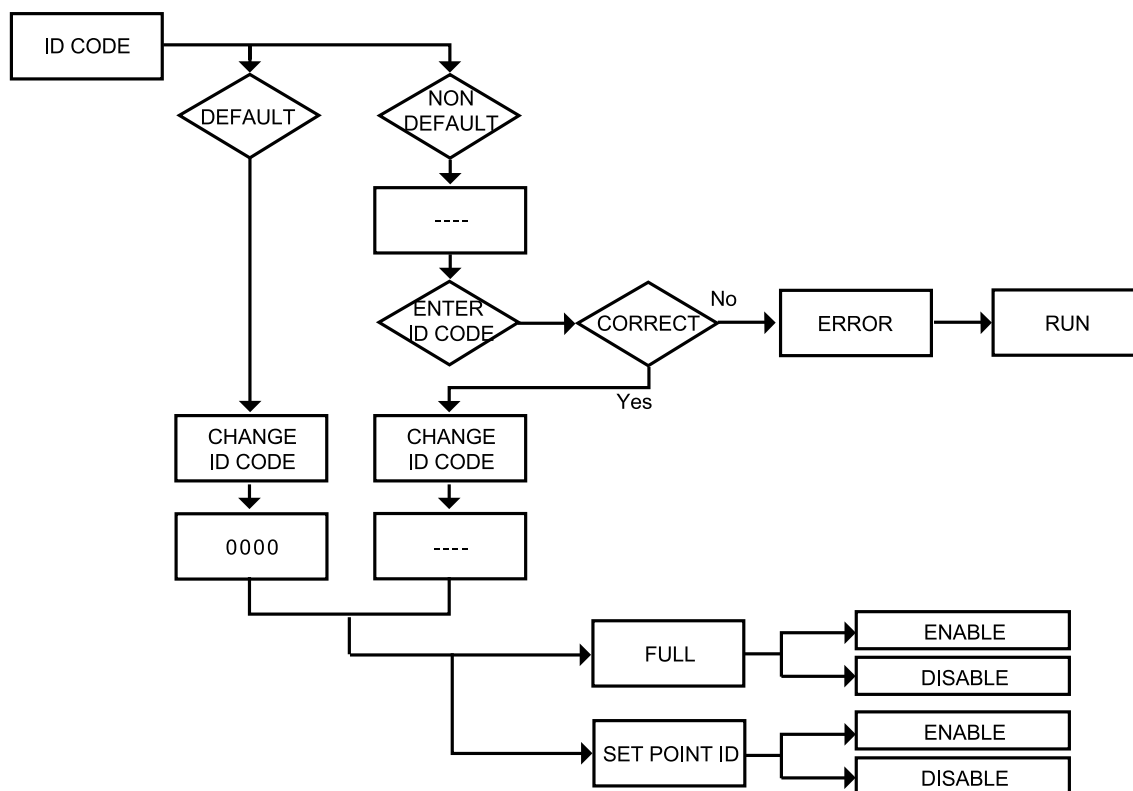 ID CODE
DEFAULT
NON
DEFAULT
----
ENTER
ID CODE
CORRECT
No
ERROR
RUN
Yes
CHANGE
ID CODE
CHANGE
ID CODE
0000
----
FULL
ENABLE
DISABLE
SET POINT ID
ENABLE
DISABLE